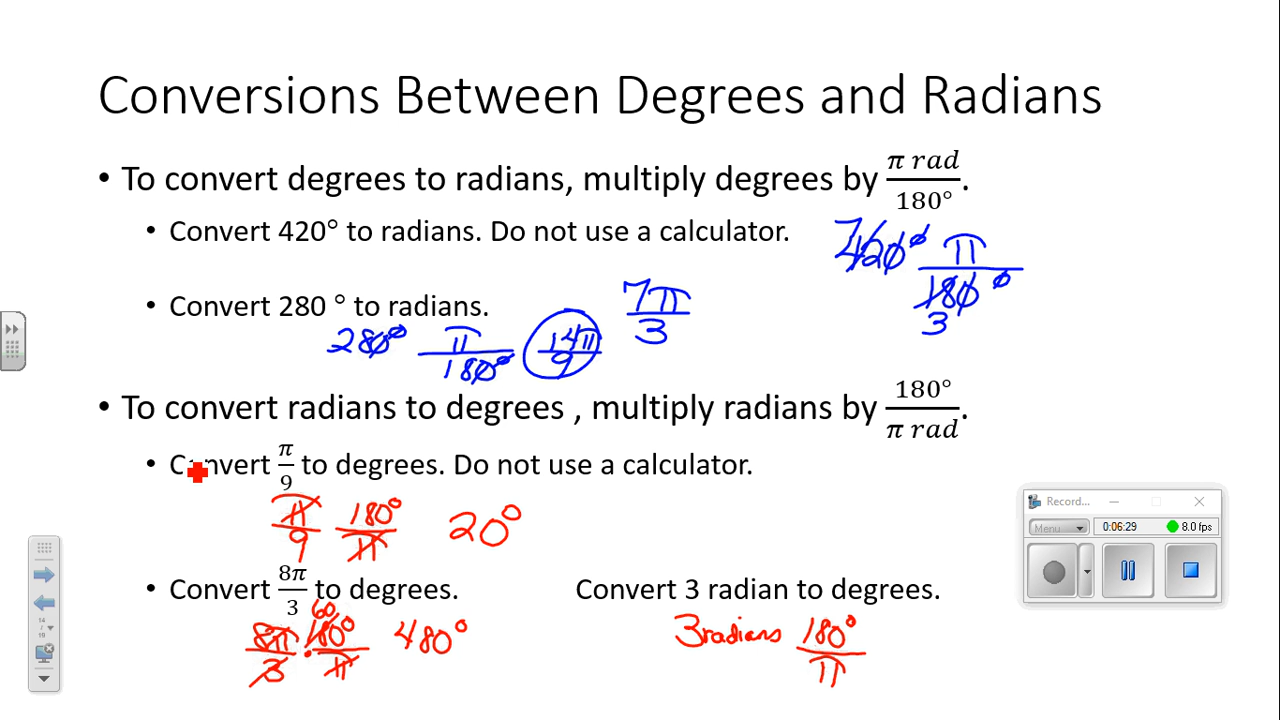 Conversions Between Degrees and Radians
• To convert degrees to radians, multiply degrees by π rad/180°.
• Convert 420° to radians. Do not use a calculator.
7 420° π/180° 3
• Convert 280 ° to radians.
7π/3
280° π/180° 14π/9
• To convert radians to degrees , multiply radians by 180°/π rad.
• Convert π/9 to degrees. Do not use a calculator.
π/9 180°/π 20°
• Convert 8π/3 to degrees. Convert 3 radian to degrees.
60
8π/3 · 180°/π 480° 3 radians 180°/π
Record...
Menu 0:06:29 8.0 fps